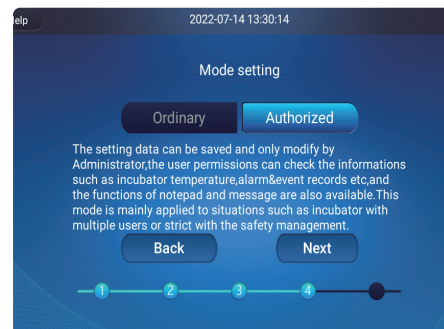 elp
2022-07-14 13:30:14
Mode setting
Ordinary Authorized
The setting data can be saved and only modify by
Administrator,the user permissions can check the informations
such as incubator temperature,alarm&event records etc,and
the functions of notepad and message are also available.This
mode is mainly applied to situations such as incubator with
multiple users or strict with the safety management.
Back Next
1 2 3 4